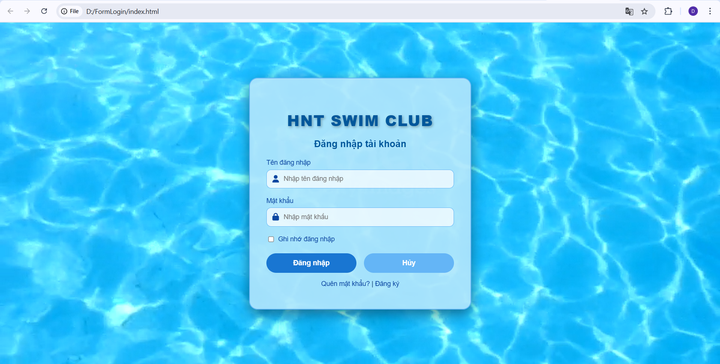 File D:/FormLogin/index.html
D
HNT SWIM CLUB
Đăng nhập tài khoản
Tên đăng nhập
Nhập tên đăng nhập
Mật khẩu
Nhập mật khẩu
Ghi nhớ đăng nhập
Đăng nhập Hủy
Quên mật khẩu? | Đăng ký